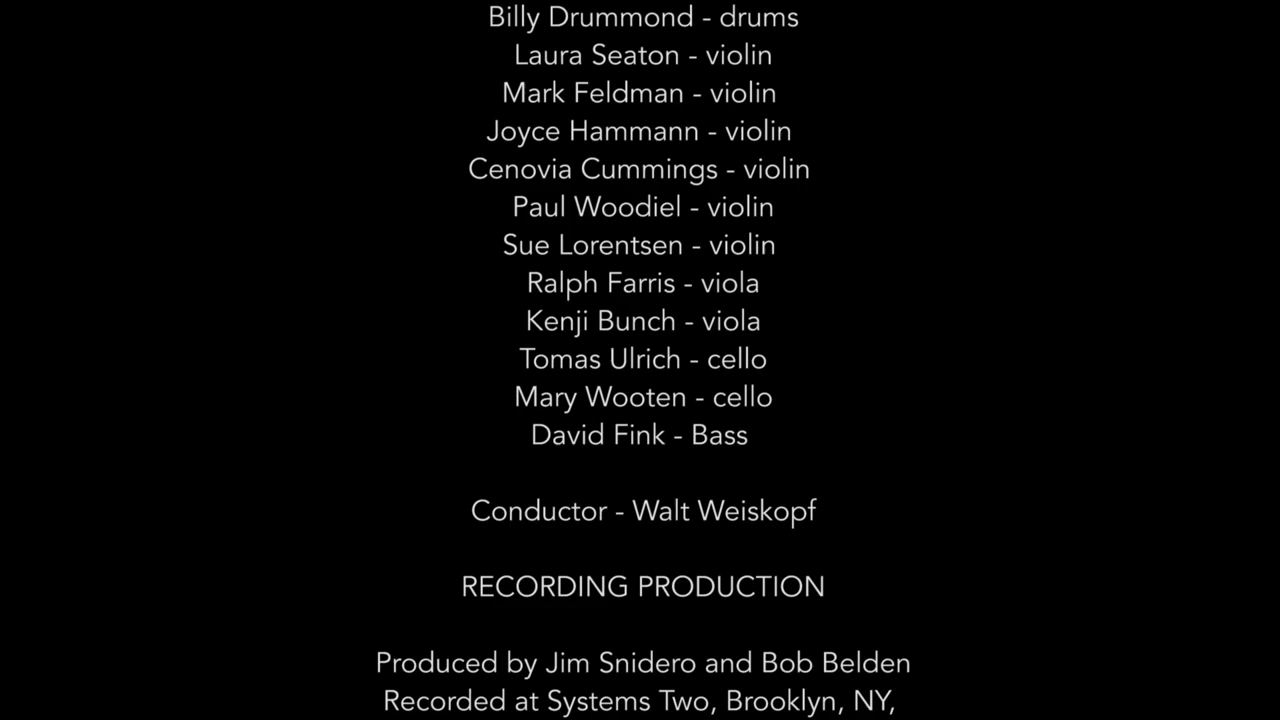 Billy Drummond - drums
Laura Seaton - violin
Mark Feldman - violin
Joyce Hammann - violin
Cenovia Cummings - violin
Paul Woodiel - violin
Sue Lorentsen - violin
Ralph Farris - viola
Kenji Bunch - viola
Tomas Ulrich - cello
Mary Wooten - cello
David Fink - Bass
Conductor - Walt Weiskopf
RECORDING PRODUCTION
Produced by Jim Snidero and Bob Belden
Recorded at Systems Two, Brooklyn, NY,